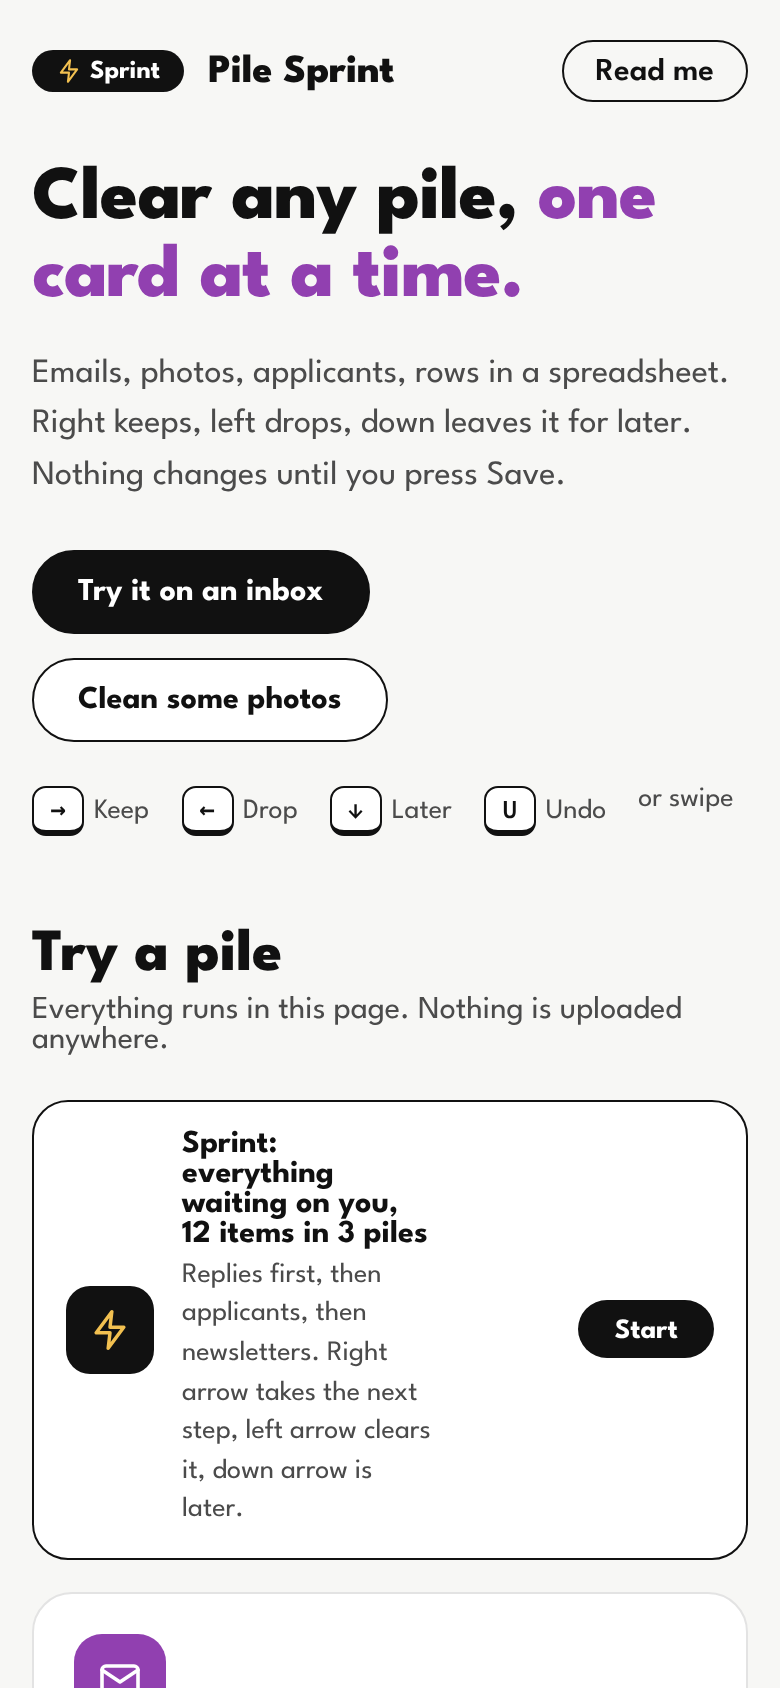 Sprint Pile Sprint Read me
Clear any pile, one
card at a time.
Emails, photos, applicants, rows in a spreadsheet.
Right keeps, left drops, down leaves it for later.
Nothing changes until you press Save.
Try it on an inbox
Clean some photos
→ Keep ← Drop ↓ Later U Undo or swipe
Try a pile
Everything runs in this page. Nothing is uploaded
anywhere.
Sprint:
everything
waiting on you,
12 items in 3 piles
Replies first, then
applicants, then
newsletters. Right
arrow takes the next
step, left arrow clears
it, down arrow is
later.
Start